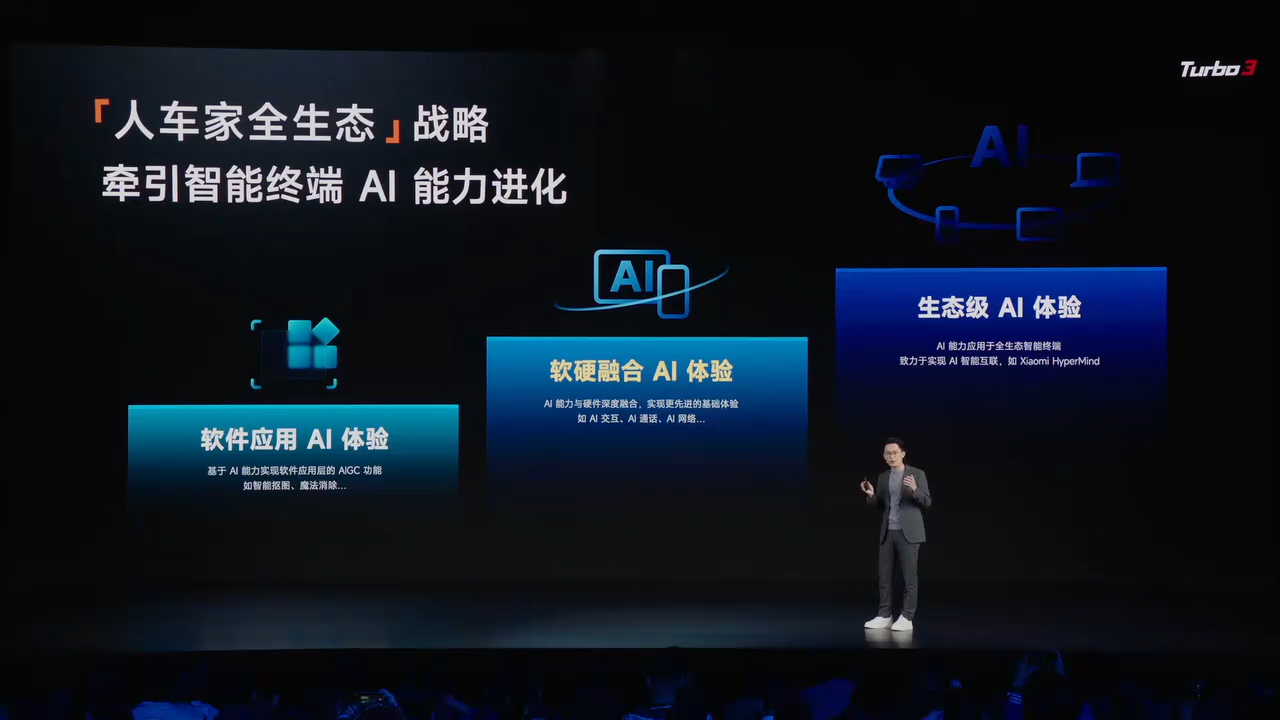 Turbo 3
「人车家全生态」战略
牵引智能终端 AI 能力进化
AI
AI
软件应用 AI 体验
基于 AI 能力实现软件应用层的 AIGC 功能
如智能抠图、魔法消除...
软硬融合 AI 体验
AI 能力与硬件深度融合，实现更先进的基础体验
如 AI 交互、AI 通话、AI 网络...
生态级 AI 体验
AI 能力应用于全生态智能终端
致力于实现 AI 智能互联，如 Xiaomi HyperMind